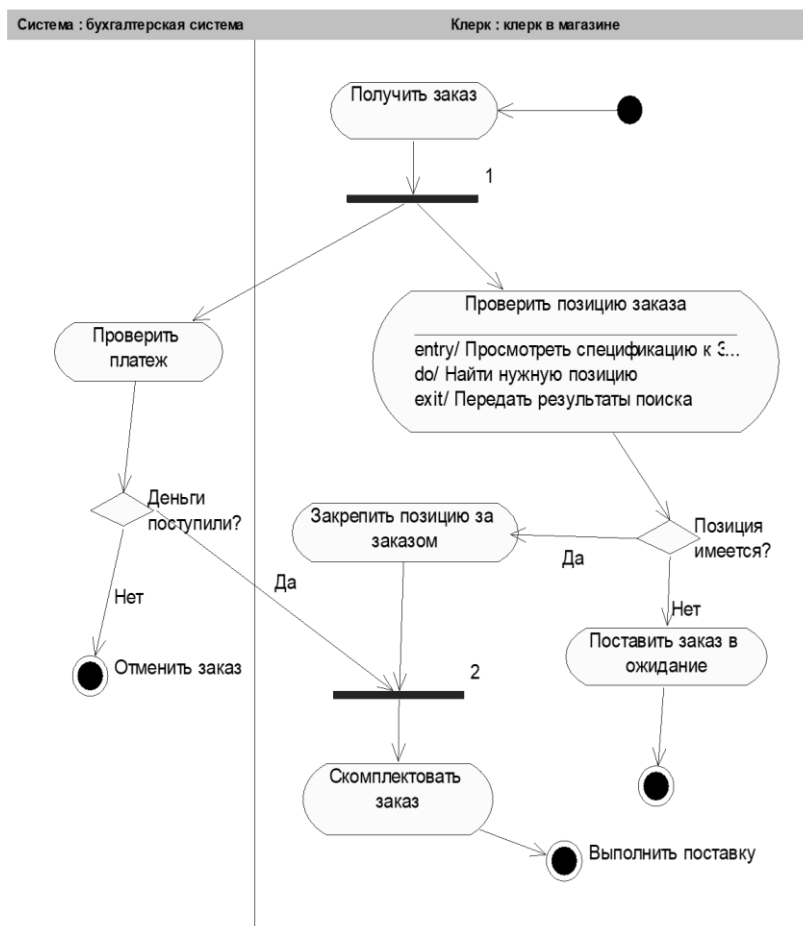 Система : бухгалтерская система
Клерк : клерк в магазине
Получить заказ
1
Проверить позицию заказа
entry/ Просмотреть спецификацию к З...
do/ Найти нужную позицию
exit/ Передать результаты поиска
Проверить
платеж
Деньги
поступили?
Закрепить позицию за
заказом
Позиция
имеется?
Да
Да
Нет
Нет
Отменить заказ
Поставить заказ в
ожидание
2
Скомплектовать
заказ
Выполнить поставку